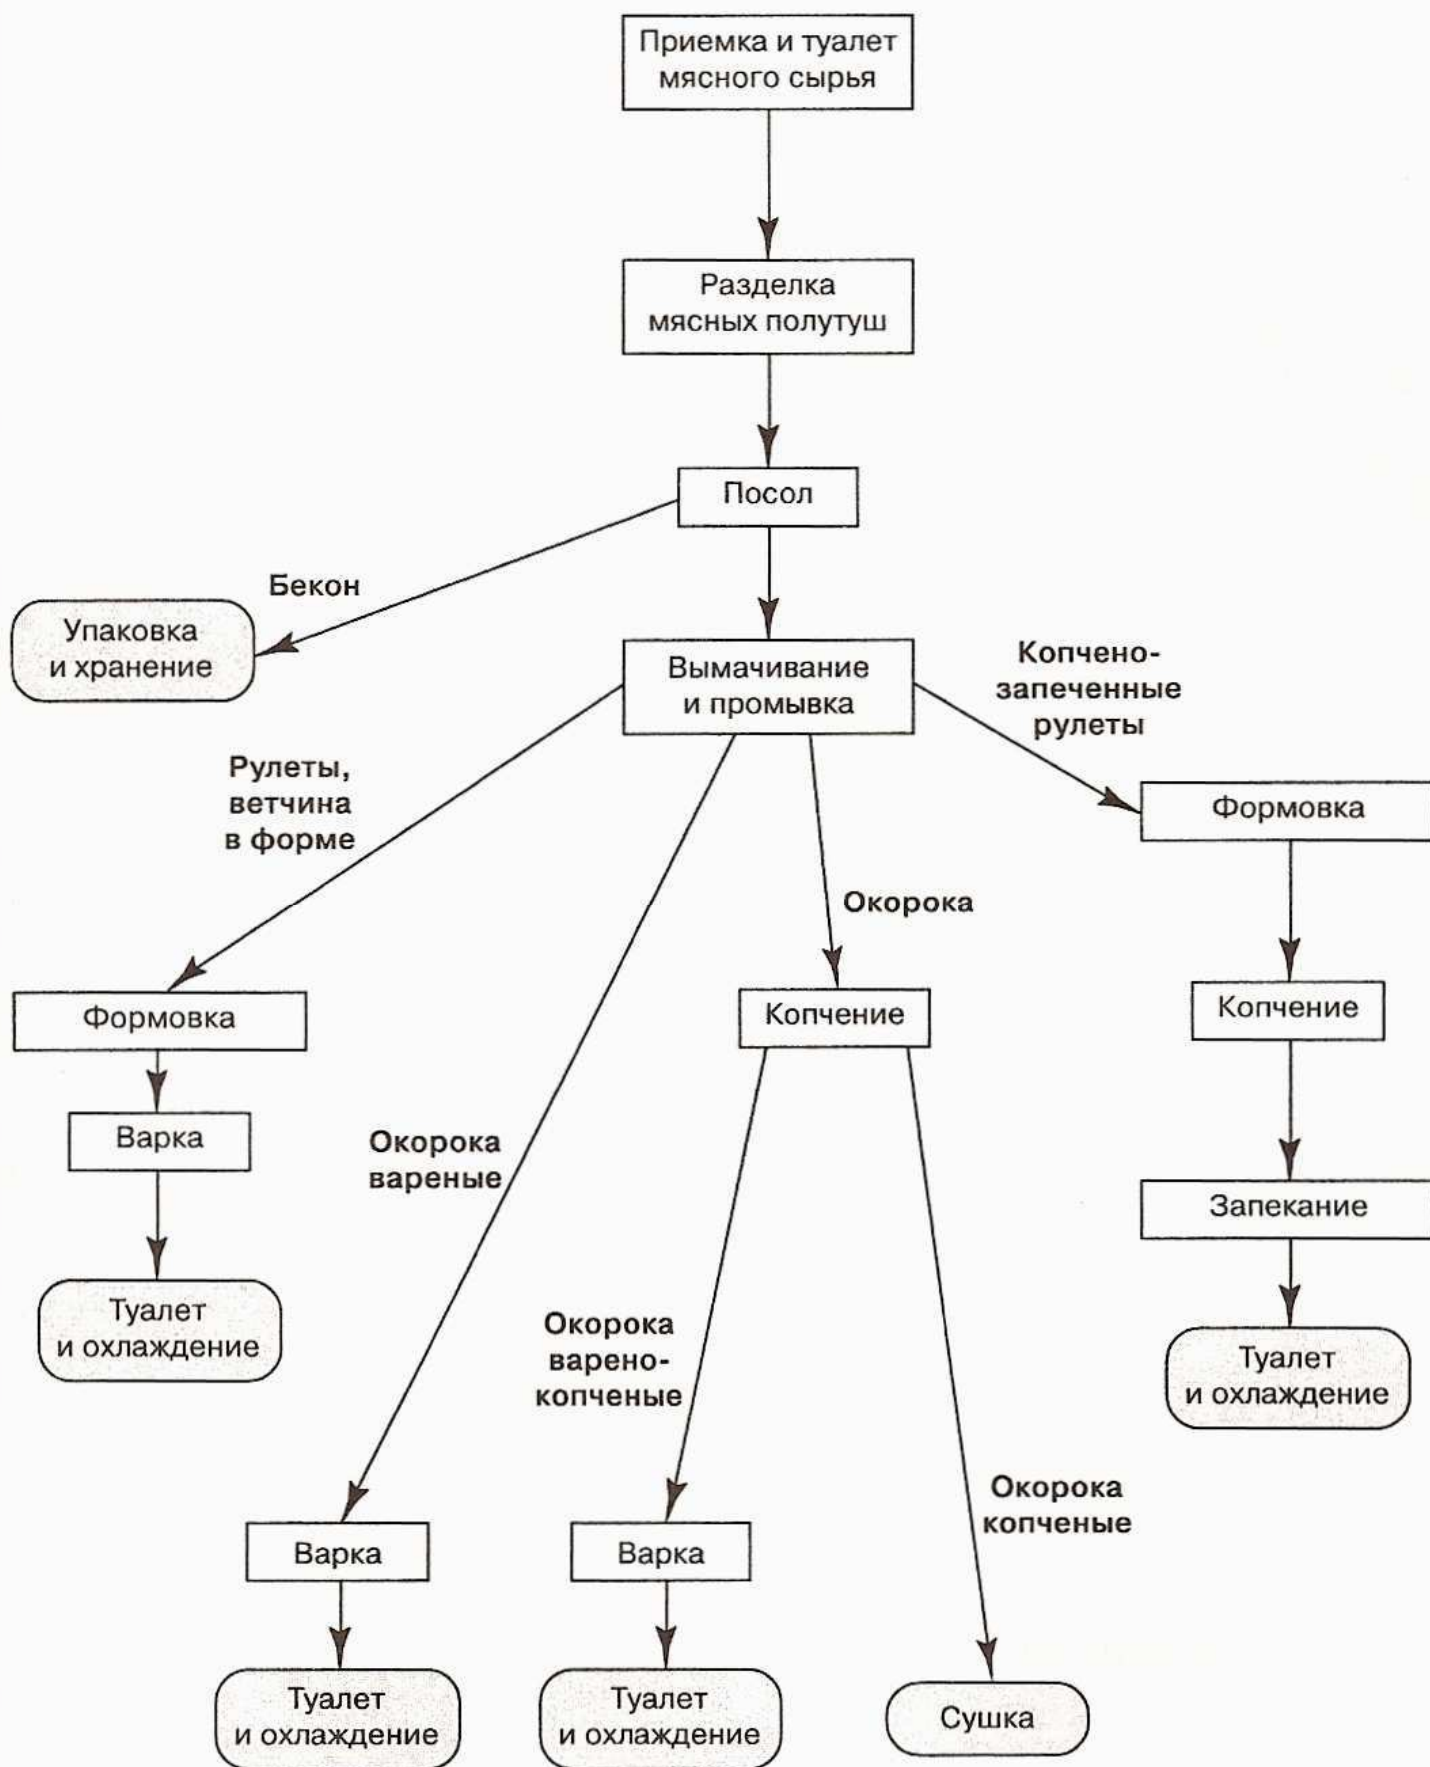 Приемка и туалет
мясного сырья
Разделка
мясных полутуш
Посол
Бекон
Упаковка
и хранение
Вымачивание
и промывка
Копчено-
запеченные
рулеты
Рулеты,
ветчина
в форме
Формовка
Окорока
Формовка
Копчение
Копчение
Варка
Окорока
вареные
Запекание
Туалет
и охлаждение
Окорока
варено-
копченые
Туалет
и охлаждение
Окорока
копченые
Варка
Варка
Туалет
и охлаждение
Туалет
и охлаждение
Сушка